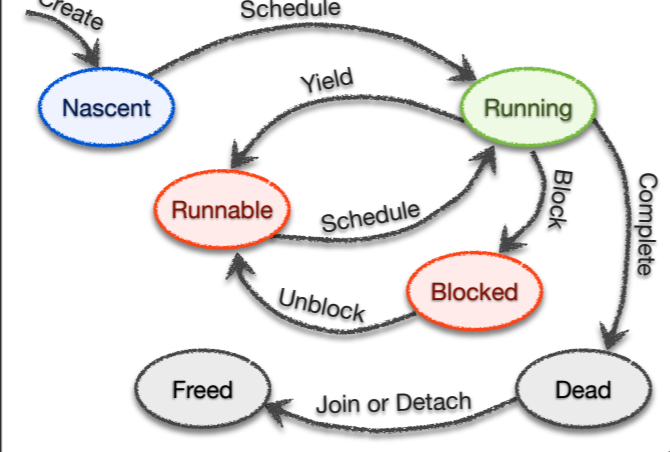 Create
Schedule
Nascent
Running
Yield
Runnable
Schedule
Block
Complete
Blocked
Unblock
Freed
Join or Detach
Dead